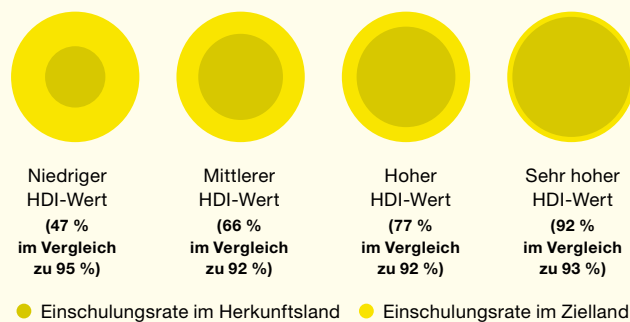 Niedriger
HDI-Wert
(47 %
im Vergleich
zu 95 %)
Mittlerer
HDI-Wert
(66 %
im Vergleich
zu 92 %)
Hoher
HDI-Wert
(77 %
im Vergleich
zu 92 %)
Sehr hoher
HDI-Wert
(92 %
im Vergleich
zu 93 %)
Einschulungsrate im Herkunftsland
Einschulungsrate im Zielland